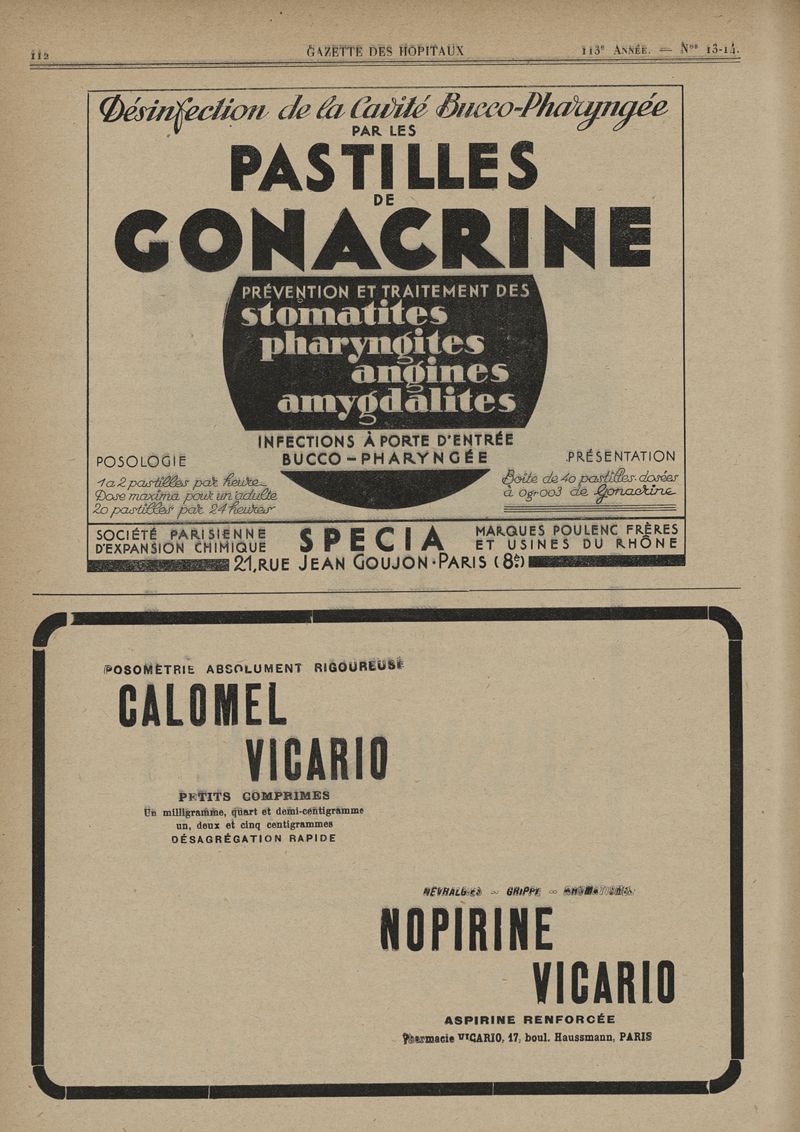 112
GAZETTE DES HOPITAUX
113e ANNÉE. — Nos 13-14.
Désinfection de la Cavité Bucco-Pharyngée
PAR LES
PASTILLES
DE
GONACRINE
PRÉVENTION ET TRAITEMENT DES
stomatites
pharyngites
angines
amygdalites
INFECTIONS À PORTE D'ENTRÉE
BUCCO-PHARYNGÉE
POSOLOGIE
1 a 2 pastilles par heure
Dose maxima pour un adulte
20 pastilles par 24 heures
PRÉSENTATION
Boîte de 40 pastilles dosées
à 0gr003 de Gonacrine
SOCIÉTÉ PARISIENNE
D'EXPANSION CHIMIQUE
SPECIA
MARQUES POULENC FRÈRES
ET USINES DU RHÔNE
21, RUE JEAN GOUJON · PARIS (8e)
POSOMÉTRIE ABSOLUMENT RIGOUREUSE
CALOMEL
VICARIO
PETITS COMPRIMES
Un milligramme, quart et demi-centigramme
un, deux et cinq centigrammes
DÉSAGRÉGATION RAPIDE
NÉVRALGIES — GRIPPE —
NOPIRINE
VICARIO
ASPIRINE RENFORCÉE
Pharmacie VICARIO, 17, boul. Haussmann, PARIS